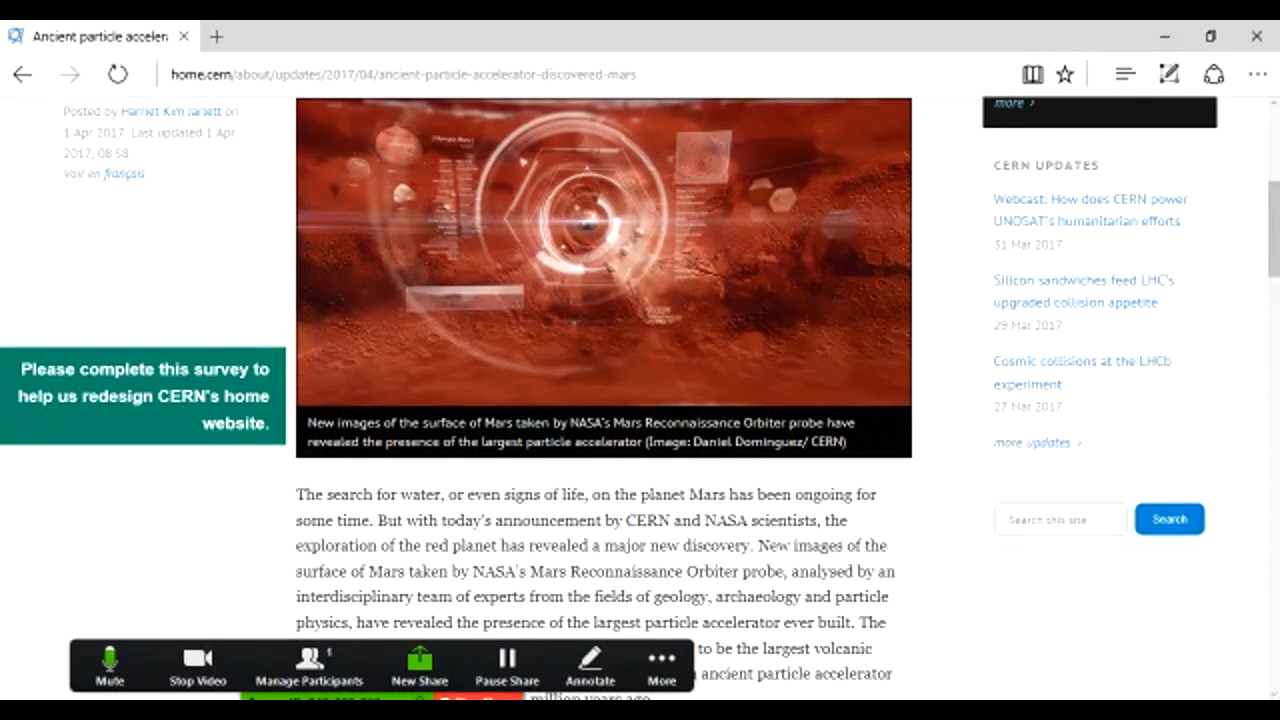 Ancient particle acceler
home.cern/about/updates/2017/04/ancient-particle-accelerator-discovered-mars
Posted by Harriet Kim Jarlett on
1 Apr 2017. Last updated 1 Apr
2017, 08:58.
Voir en français
more ›
CERN UPDATES
Webcast: How does CERN power
UNOSAT's humanitarian efforts
31 Mar 2017
Silicon sandwiches feed LHC's
upgraded collision appetite
29 Mar 2017
Cosmic collisions at the LHCb
experiment
27 Mar 2017
more updates ›
Search this site
Search
Please complete this survey to
help us redesign CERN's home
website.
New images of the surface of Mars taken by NASA's Mars Reconnaissance Orbiter probe have
revealed the presence of the largest particle accelerator (Image: Daniel Dominguez/ CERN)
The search for water, or even signs of life, on the planet Mars has been ongoing for
some time. But with today's announcement by CERN and NASA scientists, the
exploration of the red planet has revealed a major new discovery. New images of the
surface of Mars taken by NASA's Mars Reconnaissance Orbiter probe, analysed by an
interdisciplinary team of experts from the fields of geology, archaeology and particle
physics, have revealed the presence of the largest particle accelerator ever built. The
to be the largest volcanic
ancient particle accelerator
million years ago
Mute
Stop Video
Manage Participants
1
New Share
Pause Share
Annotate
More